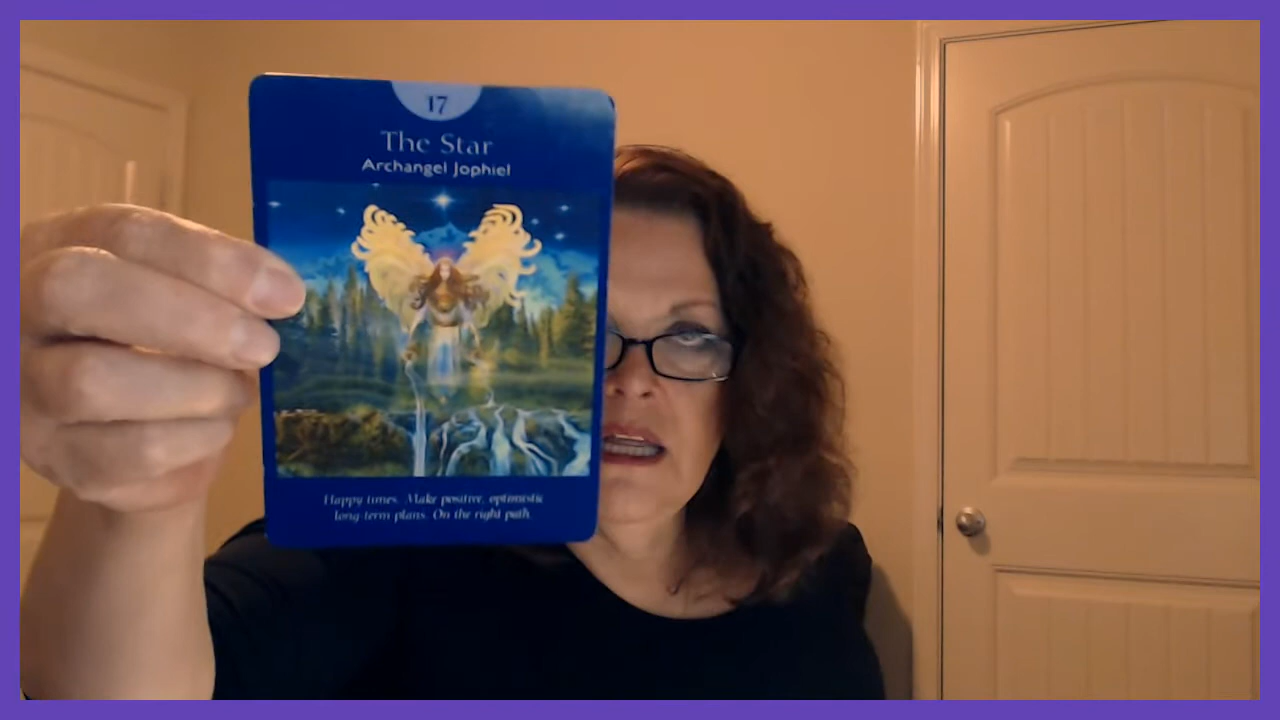 17
The Star
Archangel Jophiel
Happy times. Make positive, optimistic
long-term plans. On the right path.